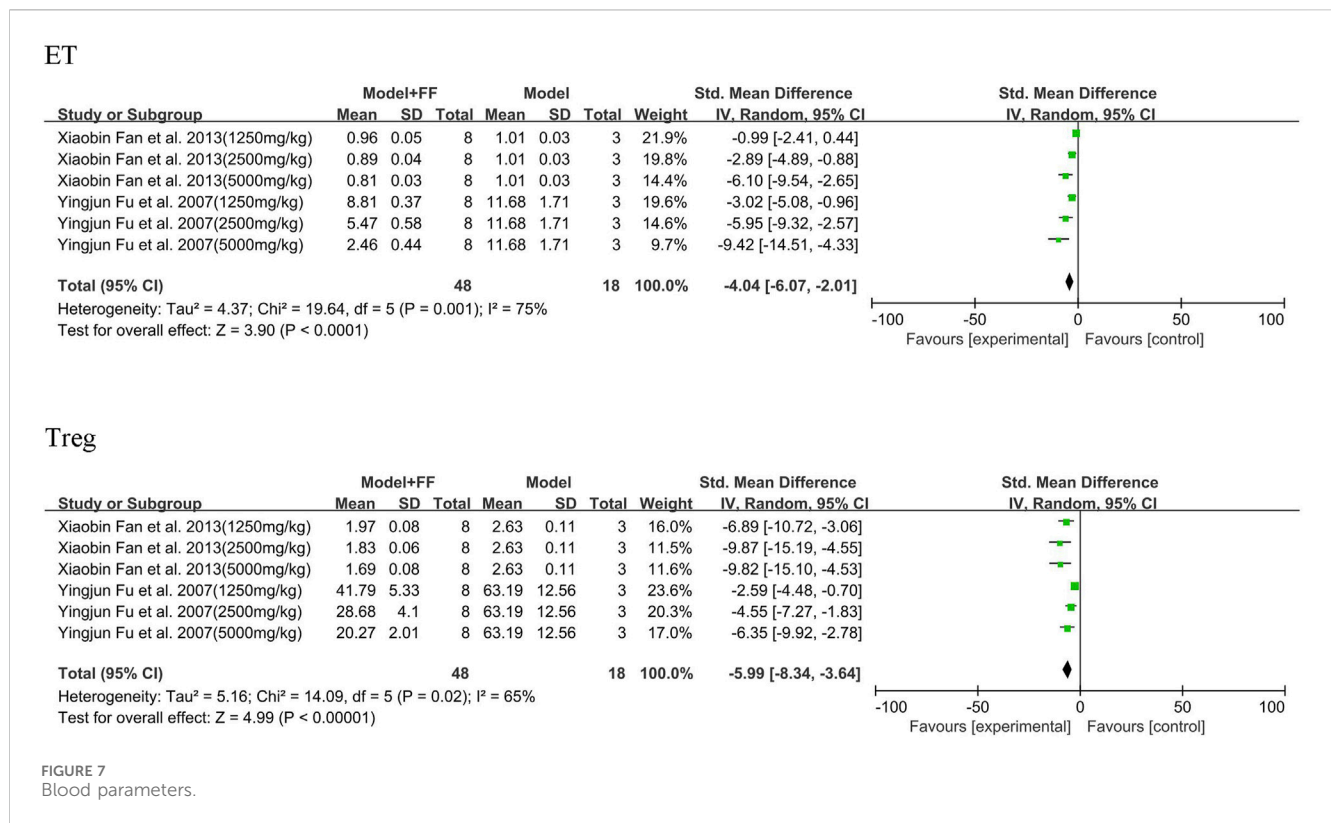 ET
Model+FF Model Std. Mean Difference Std. Mean Difference
Study or Subgroup Mean SD Total Mean SD Total Weight IV, Random, 95% CI IV, Random, 95% CI
Xiaobin Fan et al. 2013(1250mg/kg) 0.96 0.05 8 1.01 0.03 3 21.9% -0.99 [-2.41, 0.44]
Xiaobin Fan et al. 2013(2500mg/kg) 0.89 0.04 8 1.01 0.03 3 19.8% -2.89 [-4.89, -0.88]
Xiaobin Fan et al. 2013(5000mg/kg) 0.81 0.03 8 1.01 0.03 3 14.4% -6.10 [-9.54, -2.65]
Yingjun Fu et al. 2007(1250mg/kg) 8.81 0.37 8 11.68 1.71 3 19.6% -3.02 [-5.08, -0.96]
Yingjun Fu et al. 2007(2500mg/kg) 5.47 0.58 8 11.68 1.71 3 14.6% -5.95 [-9.32, -2.57]
Yingjun Fu et al. 2007(5000mg/kg) 2.46 0.44 8 11.68 1.71 3 9.7% -9.42 [-14.51, -4.33]
Total (95% CI) 48 18 100.0% -4.04 [-6.07, -2.01]
Heterogeneity: Tau² = 4.37; Chi² = 19.64, df = 5 (P = 0.001); I² = 75%
Test for overall effect: Z = 3.90 (P < 0.0001)
-100 -50 0 50 100
Favours [experimental] Favours [control]
Treg
Model+FF Model Std. Mean Difference Std. Mean Difference
Study or Subgroup Mean SD Total Mean SD Total Weight IV, Random, 95% CI IV, Random, 95% CI
Xiaobin Fan et al. 2013(1250mg/kg) 1.97 0.08 8 2.63 0.11 3 16.0% -6.89 [-10.72, -3.06]
Xiaobin Fan et al. 2013(2500mg/kg) 1.83 0.06 8 2.63 0.11 3 11.5% -9.87 [-15.19, -4.55]
Xiaobin Fan et al. 2013(5000mg/kg) 1.69 0.08 8 2.63 0.11 3 11.6% -9.82 [-15.10, -4.53]
Yingjun Fu et al. 2007(1250mg/kg) 41.79 5.33 8 63.19 12.56 3 23.6% -2.59 [-4.48, -0.70]
Yingjun Fu et al. 2007(2500mg/kg) 28.68 4.1 8 63.19 12.56 3 20.3% -4.55 [-7.27, -1.83]
Yingjun Fu et al. 2007(5000mg/kg) 20.27 2.01 8 63.19 12.56 3 17.0% -6.35 [-9.92, -2.78]
Total (95% CI) 48 18 100.0% -5.99 [-8.34, -3.64]
Heterogeneity: Tau² = 5.16; Chi² = 14.09, df = 5 (P = 0.02); I² = 65%
Test for overall effect: Z = 4.99 (P < 0.00001)
-100 -50 0 50 100
Favours [experimental] Favours [control]
FIGURE 7
Blood parameters.